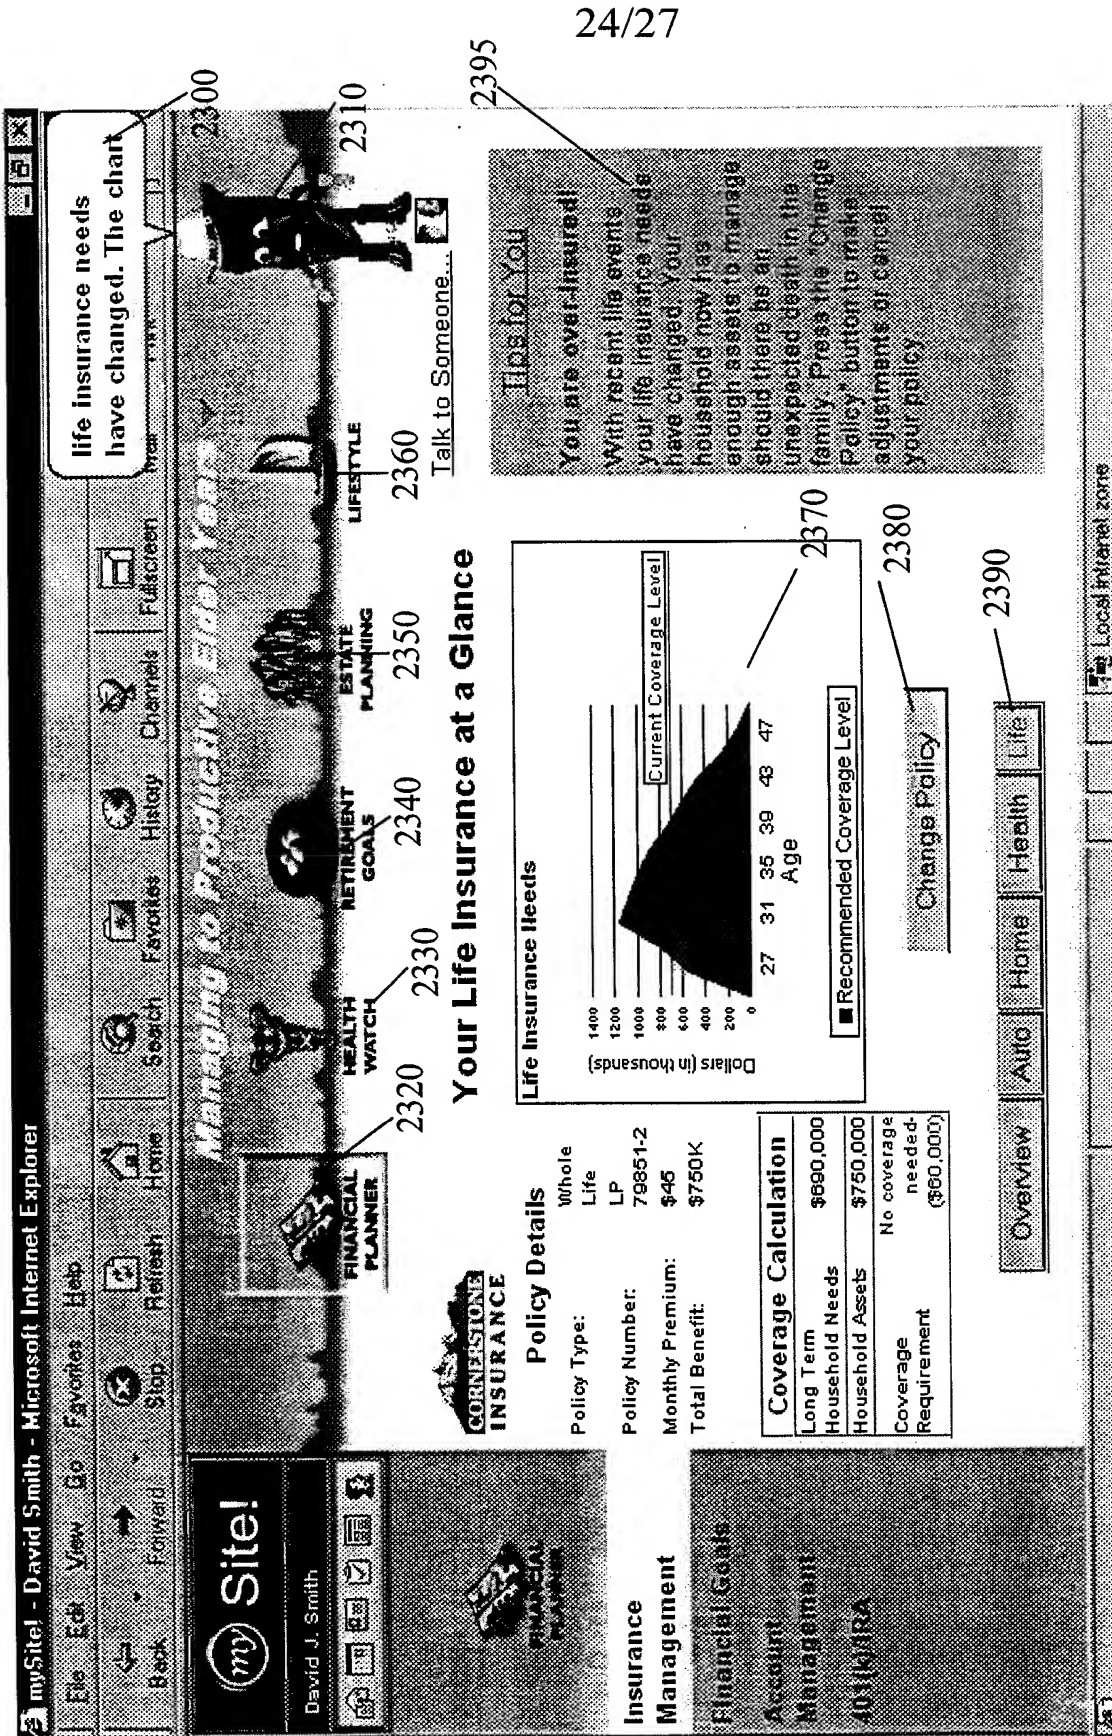 24/27
mySite! - David Smith - Microsoft Internet Explorer
File Edit View Go Favorites Help
Back Forward Stop Refresh Home Search Favorites History Channels Fullscreen
life insurance needs
have changed. The chart
2300
my Site!
David J. Smith
Managing to Productive Elder Years
2310
FINANCIAL
PLANNER
2320
HEALTH
WATCH
2330
RETIREMENT
GOALS
2340
ESTATE
PLANNING
2350
LIFESTYLE
2360
Talk to Someone...
FINANCIAL
PLANNER
Insurance
Management
Financial Goals
Account
Management
CORNERSTONE
INSURANCE
Your Life Insurance at a Glance
Policy Details
Policy Type: Whole
Life
Policy Number: LP
79851-2
Monthly Premium: $45
Total Benefit: $750K
Coverage Calculation
Long Term
Household Needs $690,000
Household Assets $750,000
Coverage
Requirement
No coverage
needed-
($60,000)
Life Insurance Needs
Dollars (in thousands)
1400
1200
1000
800
600
400
200
0
Current Coverage Level
27 31 35 39 43 47
Age
Recommended Coverage Level
2370
Change Policy
2380
Overview Auto Home Health Life
2390
Tips for You
2395
You are over-insured!
With recent life events
your life insurance needs
have changed. Your
household now has
enough assets to manage
should there be an
unexpected death in the
family. Press the "Change
Policy" button to make
adjustments or cancel
your policy.
Local intranet zone